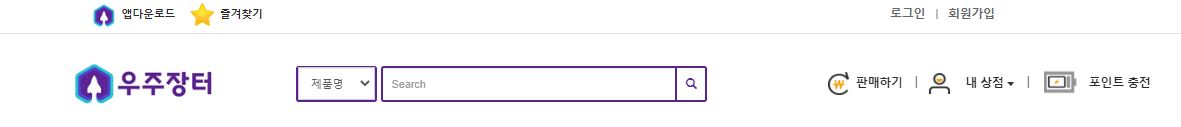 앱다운로드 즐겨찾기 로그인 | 회원가입
우주장터 제품명 Search 판매하기 | 내 상점 | 포인트 충전